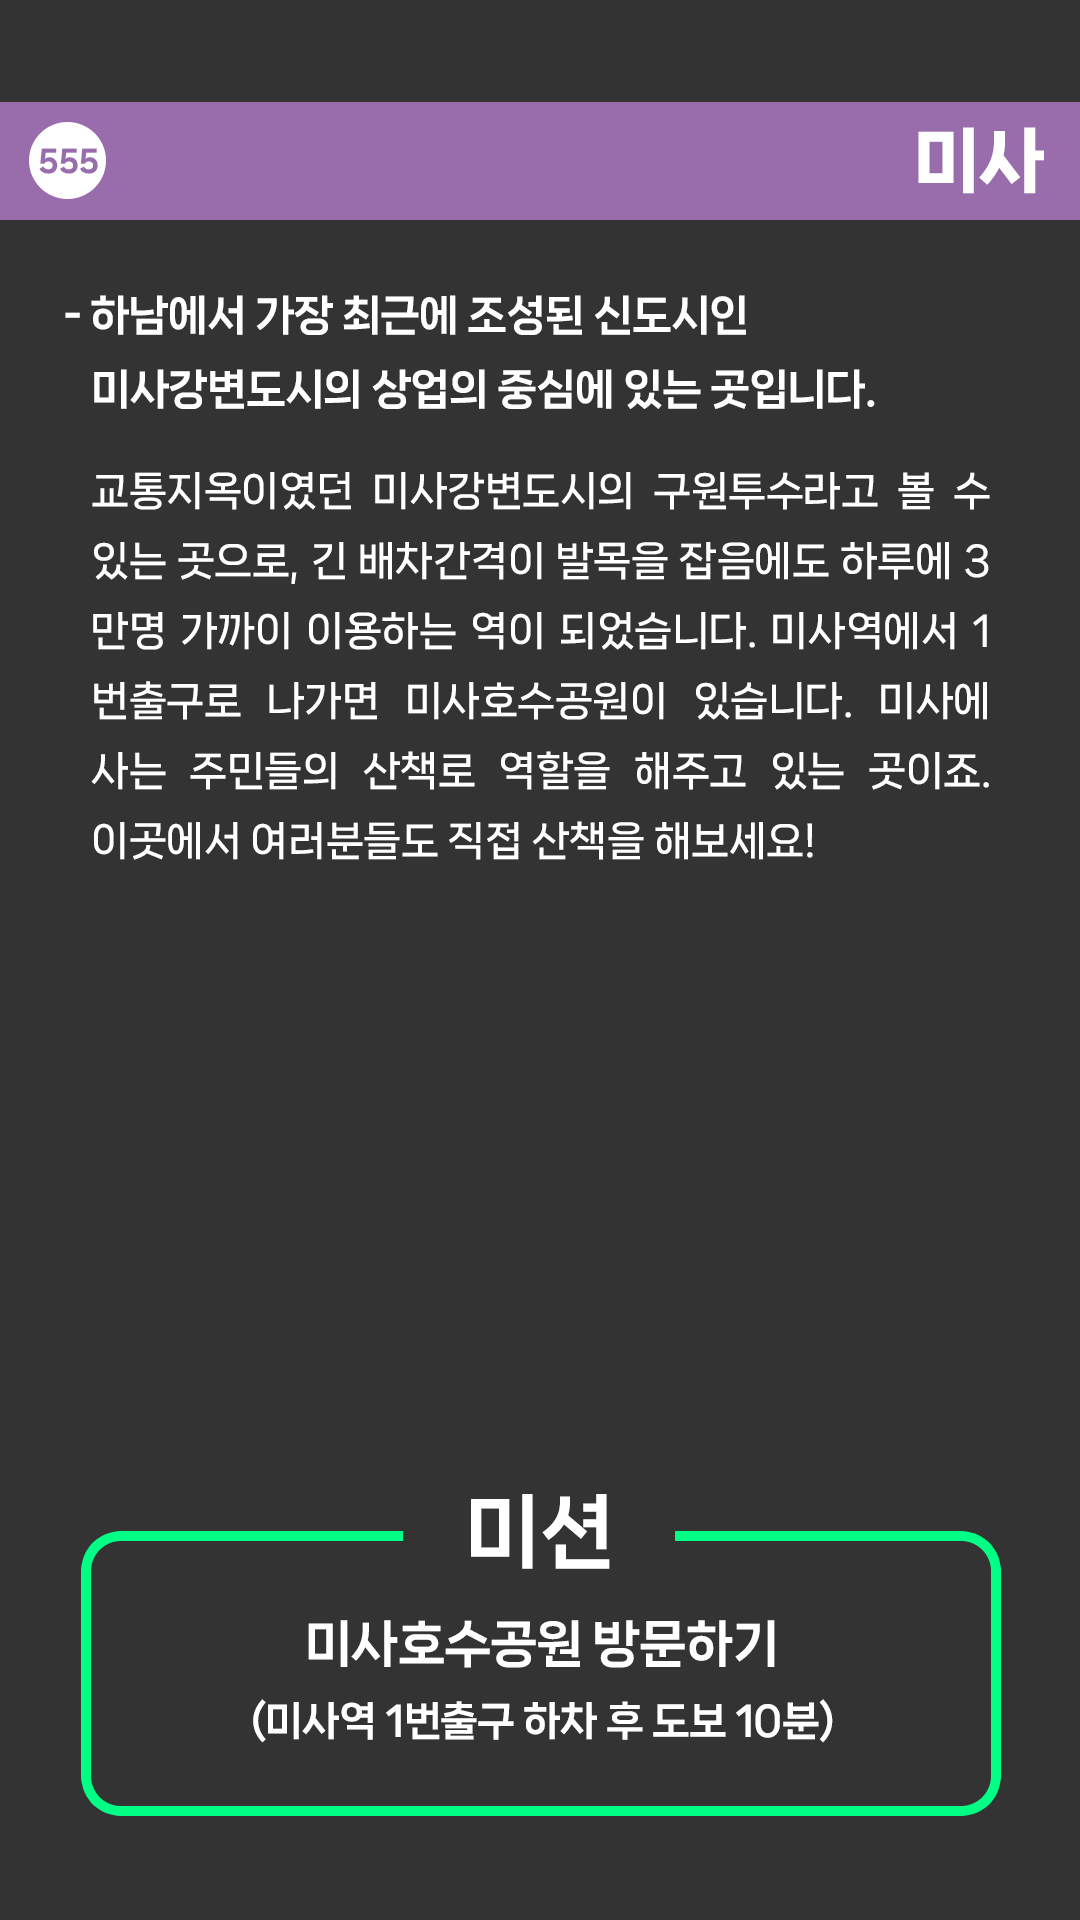 555
미사
- 하남에서 가장 최근에 조성된 신도시인
미사강변도시의 상업의 중심에 있는 곳입니다.
교통지옥이였던 미사강변도시의 구원투수라고 볼 수
있는 곳으로, 긴 배차간격이 발목을 잡음에도 하루에 3
만명 가까이 이용하는 역이 되었습니다. 미사역에서 1
번출구로 나가면 미사호수공원이 있습니다. 미사에
사는 주민들의 산책로 역할을 해주고 있는 곳이죠.
이곳에서 여러분들도 직접 산책을 해보세요!
미션
미사호수공원 방문하기
(미사역 1번출구 하차 후 도보 10분)